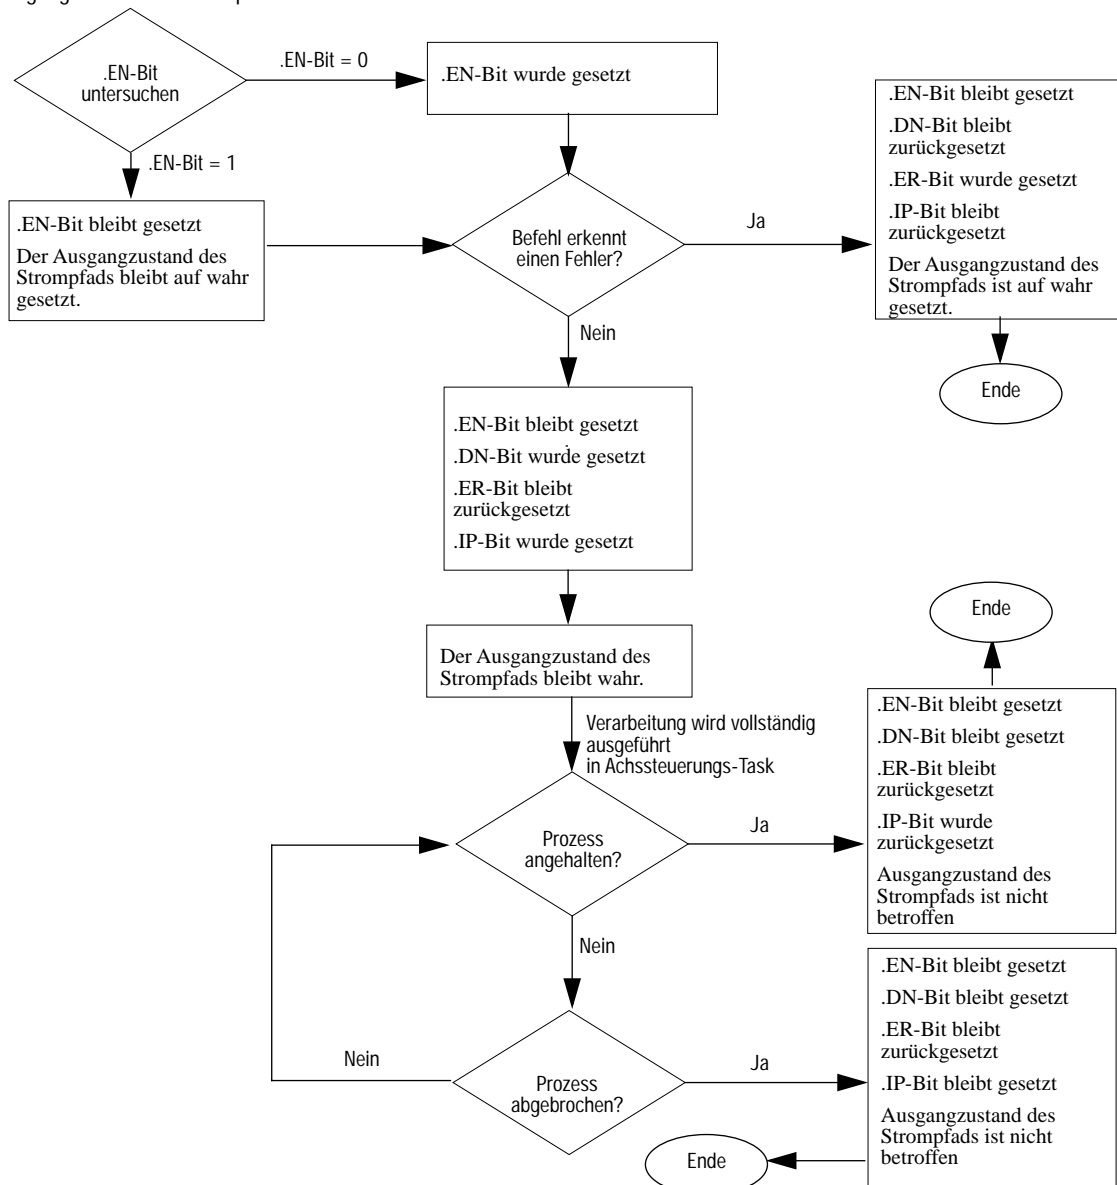 .EN-Bit
untersuchen
.EN-Bit = 0
.EN-Bit wurde gesetzt
.EN-Bit = 1
.EN-Bit bleibt gesetzt
Der Ausgangzustand des
Strompfads bleibt auf wahr
gesetzt.
Befehl erkennt
einen Fehler?
Ja
.EN-Bit bleibt gesetzt
.DN-Bit bleibt
zurückgesetzt
.ER-Bit wurde gesetzt
.IP-Bit bleibt
zurückgesetzt
Der Ausgangzustand des
Strompfads ist auf wahr
gesetzt.
Ende
Nein
.EN-Bit bleibt gesetzt
.DN-Bit wurde gesetzt
.ER-Bit bleibt
zurückgesetzt
.IP-Bit wurde gesetzt
Der Ausgangzustand des
Strompfads bleibt wahr.
Verarbeitung wird vollständig
ausgeführt
in Achssteuerungs-Task
Prozess
angehalten?
Ja
Ende
.EN-Bit bleibt gesetzt
.DN-Bit bleibt gesetzt
.ER-Bit bleibt
zurückgesetzt
.IP-Bit wurde
zurückgesetzt
Ausgangzustand des
Strompfads ist nicht
betroffen
Nein
Prozess
abgebrochen?
Nein
Ja
.EN-Bit bleibt gesetzt
.DN-Bit bleibt gesetzt
.ER-Bit bleibt
zurückgesetzt
.IP-Bit bleibt gesetzt
Ausgangzustand des
Strompfads ist nicht
betroffen
Ende